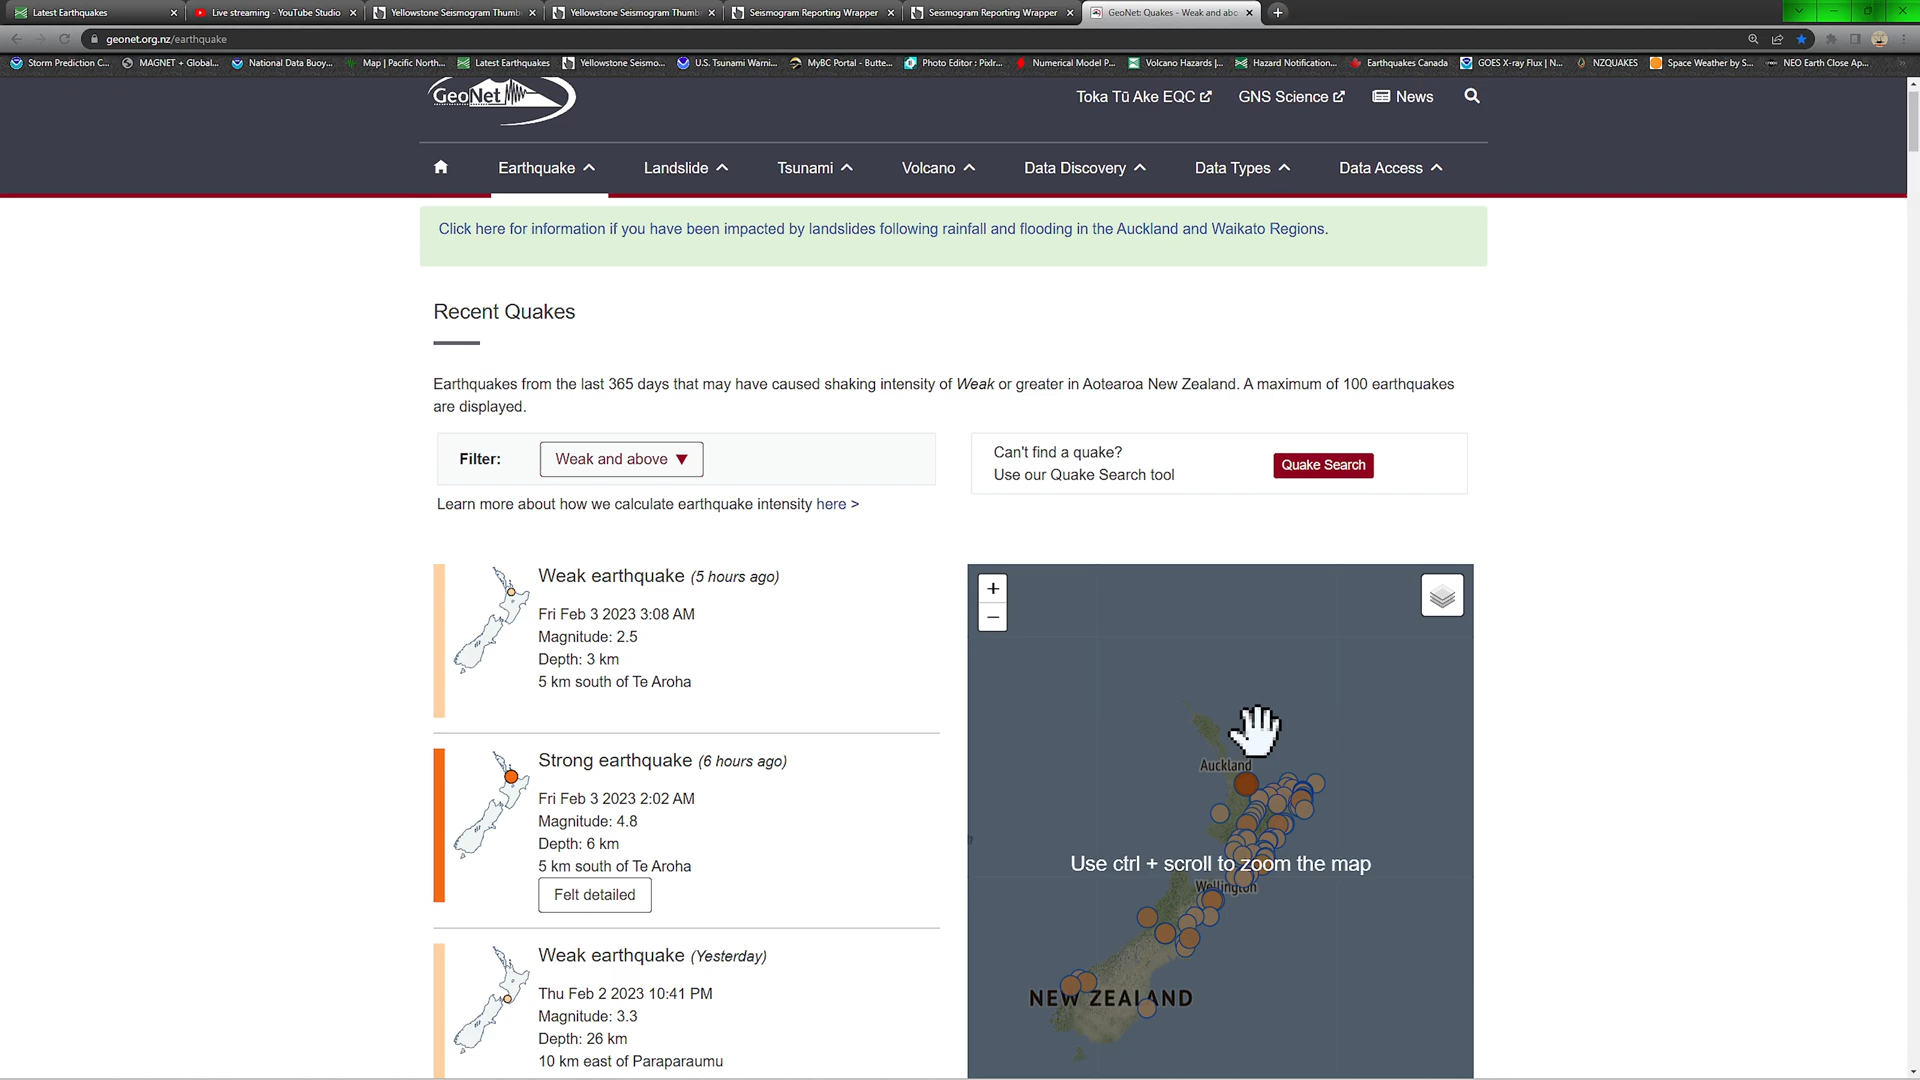 Latest Earthquakes
Live streaming - YouTube Studio
Yellowstone Seismogram Thumb
Yellowstone Seismogram Thumb
Seismogram Reporting Wrapper
Seismogram Reporting Wrapper
GeoNet: Quakes - Weak and abo
geonet.org.nz/earthquake
Storm Prediction C...
MAGNET + Global...
National Data Buoy...
Map | Pacific North...
Latest Earthquakes
Yellowstone Seismo...
U.S. Tsunami Warni...
MyBC Portal - Butte...
Photo Editor : Pixlr...
Numerical Model P...
Volcano Hazards |...
Hazard Notification...
Earthquakes Canada
GOES X-ray Flux | N...
NZQUAKES
Space Weather by S...
NEO Earth Close Ap...
GeoNet
Toka Tū Ake EQC
GNS Science
News
Earthquake
Landslide
Tsunami
Volcano
Data Discovery
Data Types
Data Access
Click here for information if you have been impacted by landslides following rainfall and flooding in the Auckland and Waikato Regions.
Recent Quakes
Earthquakes from the last 365 days that may have caused shaking intensity of Weak or greater in Aotearoa New Zealand. A maximum of 100 earthquakes
are displayed.
Filter:
Weak and above ▼
Can't find a quake?
Use our Quake Search tool
Quake Search
Learn more about how we calculate earthquake intensity here >
Weak earthquake (5 hours ago)
Fri Feb 3 2023 3:08 AM
Magnitude: 2.5
Depth: 3 km
5 km south of Te Aroha
Strong earthquake (6 hours ago)
Fri Feb 3 2023 2:02 AM
Magnitude: 4.8
Depth: 6 km
5 km south of Te Aroha
Felt detailed
Weak earthquake (Yesterday)
Thu Feb 2 2023 10:41 PM
Magnitude: 3.3
Depth: 26 km
10 km east of Paraparaumu
+
−
Auckland
Use ctrl + scroll to zoom the map
Wellington
NEW ZEALAND